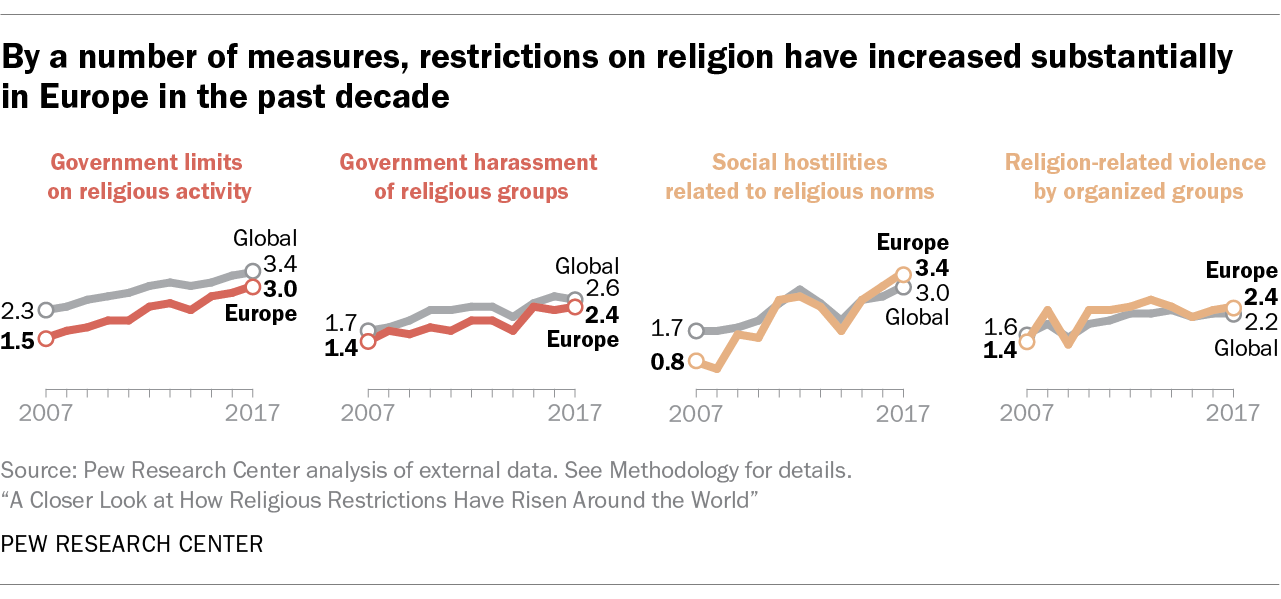 By a number of measures, restrictions on religion have increased substantially
in Europe in the past decade
Government limits
on religious activity
Global
3.4
2.3
3.0
Europe
1.5
2007
2017
Government harassment
of religious groups
Global
2.6
1.7
2.4
1.4
Europe
2007
2017
Social hostilities
related to religious norms
Europe
3.4
3.0
Global
1.7
0.8
2007
2017
Religion-related violence
by organized groups
Europe
2.4
1.6
2.2
1.4
Global
2007
2017
Source: Pew Research Center analysis of external data. See Methodology for details.
“A Closer Look at How Religious Restrictions Have Risen Around the World”
PEW RESEARCH CENTER